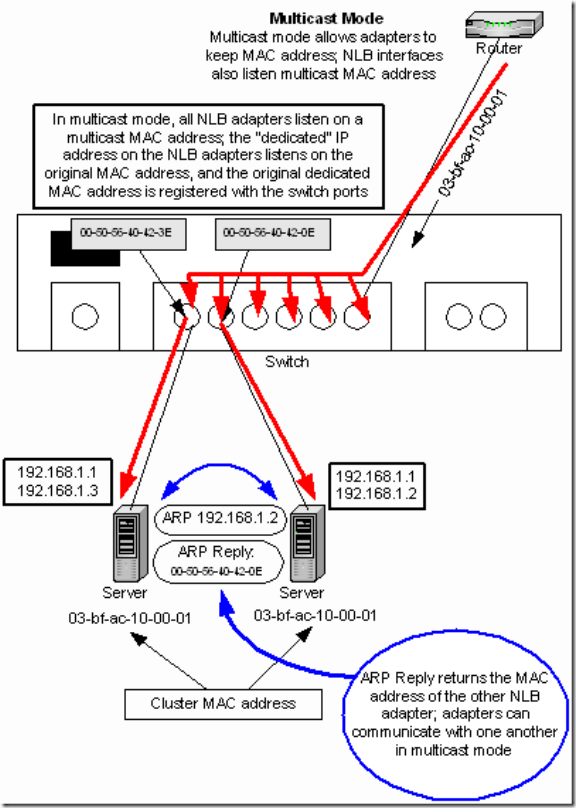 Multicast Mode
Multicast mode allows adapters to
keep MAC address; NLB interfaces
also listen multicast MAC address
Router
03-bf-ac-10-00-01
In multicast mode, all NLB adapters listen on a
multicast MAC address; the "dedicated" IP
address on the NLB adapters listens on the
original MAC address, and the original dedicated
MAC address is registered with the switch ports
00-50-56-40-42-3E
00-50-56-40-42-0E
Switch
192.168.1.1
192.168.1.3
192.168.1.1
192.168.1.2
ARP 192.168.1.2
ARP Reply:
00-50-56-40-42-0E
Server
Server
03-bf-ac-10-00-01
03-bf-ac-10-00-01
Cluster MAC address
ARP Reply returns the MAC
address of the other NLB
adapter; adapters can
communicate with one another
in multicast mode